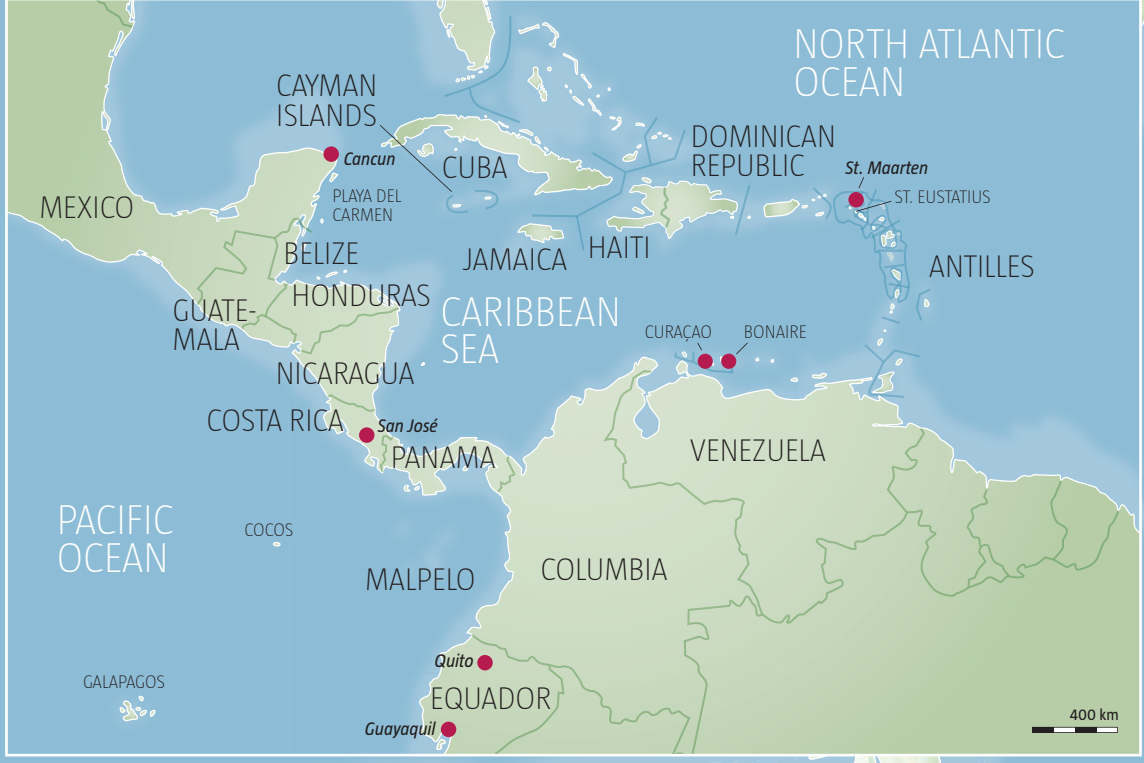 NORTH ATLANTIC
OCEAN
CAYMAN
ISLANDS
DOMINICAN
REPUBLIC
Cancun
CUBA
St. Maarten
PLAYA DEL
CARMEN
ST. EUSTATIUS
MEXICO
BELIZE
JAMAICA
HAITI
ANTILLES
HONDURAS
GUATE-
MALA
CARIBBEAN
SEA
CURAÇAO
BONAIRE
NICARAGUA
COSTA RICA
San José
PANAMA
VENEZUELA
PACIFIC
OCEAN
COCOS
MALPELO
COLUMBIA
Quito
GALAPAGOS
EQUADOR
Guayaquil
400 km